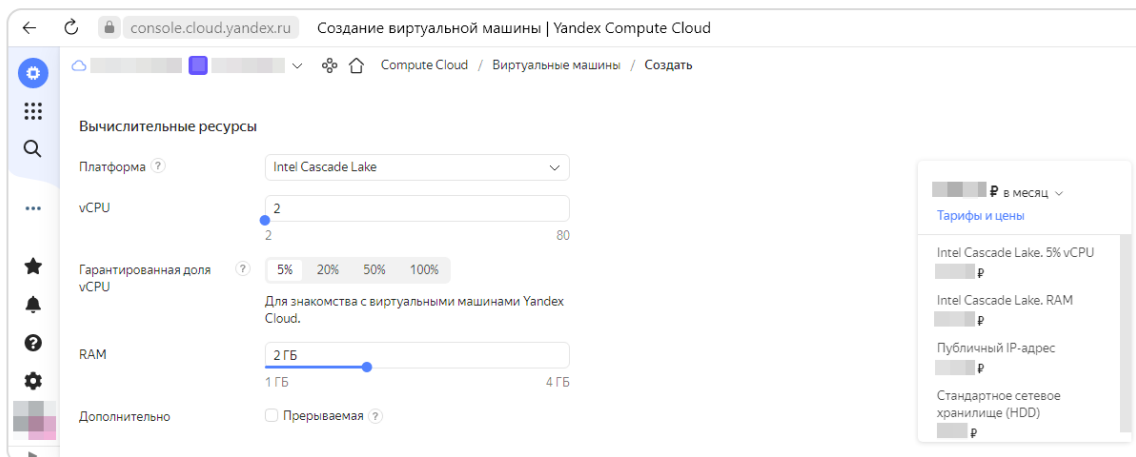 console.cloud.yandex.ru Создание виртуальной машины | Yandex Compute Cloud
Compute Cloud / Виртуальные машины / Создать
Вычислительные ресурсы
Платформа ? Intel Cascade Lake
vCPU 2
2 80
Гарантированная доля vCPU ? 5% 20% 50% 100%
Для знакомства с виртуальными машинами Yandex
Cloud.
RAM 2 ГБ
1 ГБ 4 ГБ
Дополнительно Прерываемая ?
₽ в месяц
Тарифы и цены
Intel Cascade Lake. 5% vCPU
₽
Intel Cascade Lake. RAM
₽
Публичный IP-адрес
₽
Стандартное сетевое
хранилище (HDD)
₽